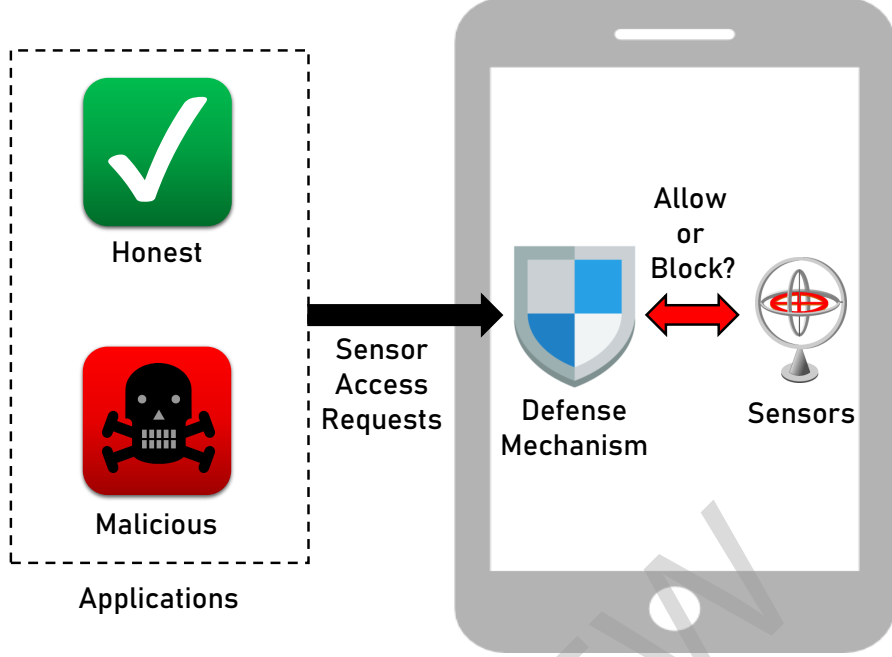 Honest
Malicious
Applications
Sensor
Access
Requests
Allow
or
Block?
Defense
Mechanism
Sensors